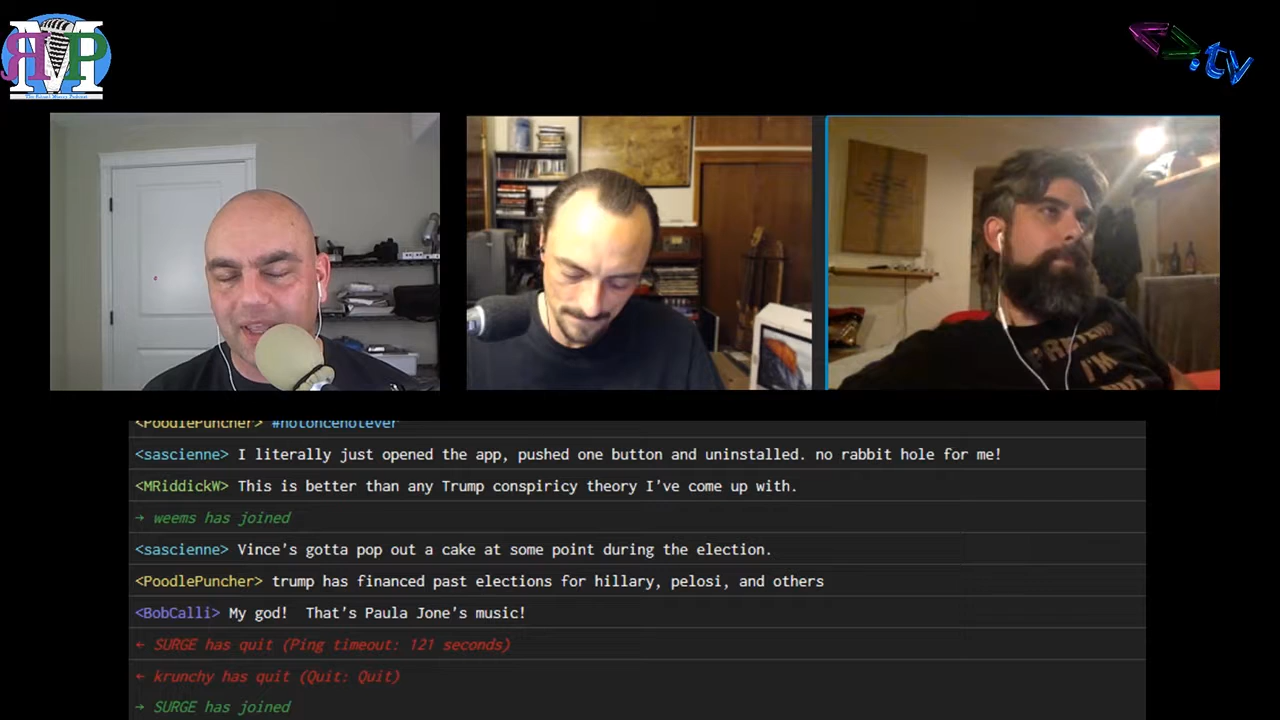 RMP
.tv
<PoodlePuncher> #notoncenotever
<sascienne> I literally just opened the app, pushed one button and uninstalled. no rabbit hole for me!
<MRiddickW> This is better than any Trump conspiricy theory I've come up with.
→ weems has joined
<sascienne> Vince's gotta pop out a cake at some point during the election.
<PoodlePuncher> trump has financed past elections for hillary, pelosi, and others
<BobCalli> My god!  That's Paula Jone's music!
← SURGE has quit (Ping timeout: 121 seconds)
← krunchy has quit (Quit: Quit)
→ SURGE has joined
I'M